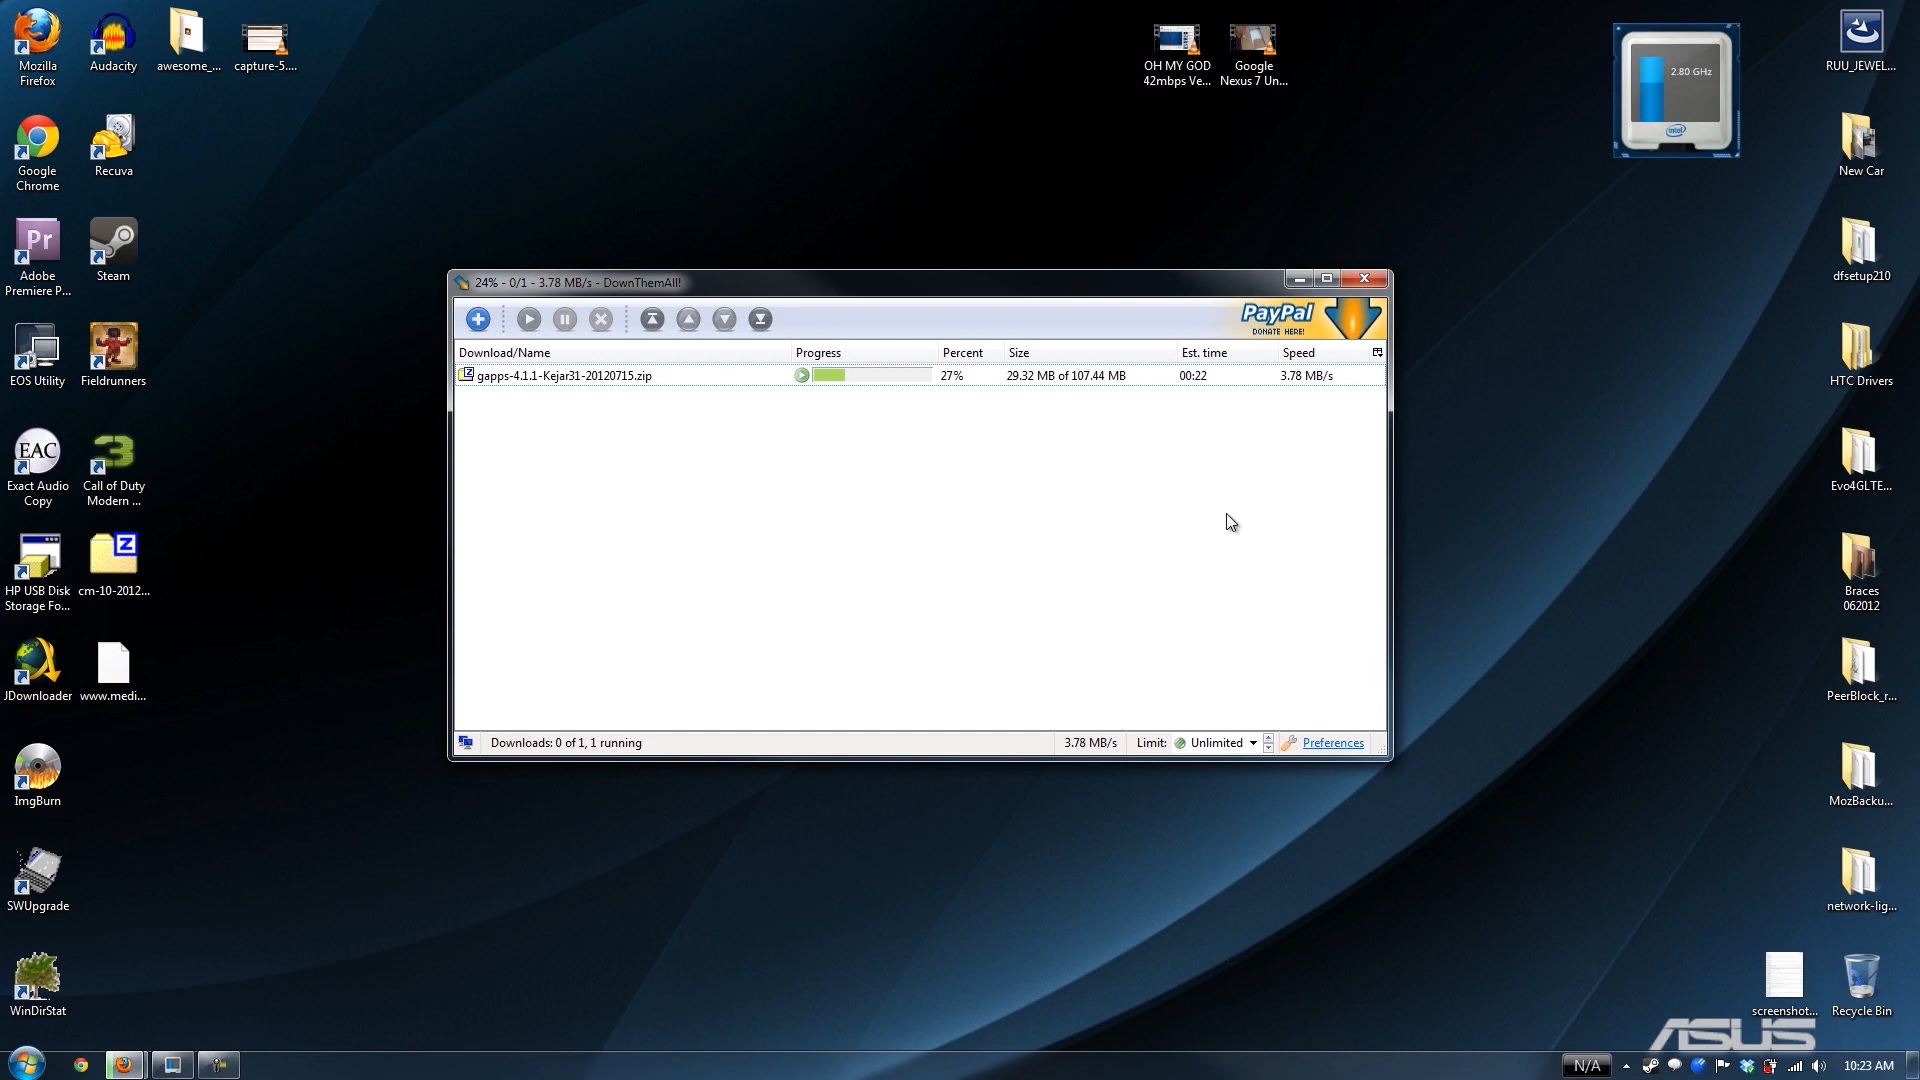 Mozilla
Firefox
Audacity
awesome_...
capture-5....
OH MY GOD
42mbps Ve...
Google
Nexus 7 Un...
2.80 GHz
intel
RUU_JEWEL...
Google
Chrome
Recuva
New Car
Pr
Adobe
Premiere P...
Steam
dfsetup210
EOS Utility
Fieldrunners
HTC Drivers
EAC
Exact Audio
Copy
3
Call of Duty
Modern ...
Evo4GLTE...
HP USB Disk
Storage Fo...
Z
cm-10-2012...
Braces
062012
JDownloader
www.medi...
PeerBlock_r...
ImgBurn
MozBacku...
SWUpgrade
network-lig...
WinDirStat
screenshot...
Recycle Bin
24% - 0/1 - 3.78 MB/s - DownThemAll!
PayPal
DONATE HERE!
Download/Name Progress Percent Size Est. time Speed
gapps-4.1.1-Kejar31-20120715.zip 27% 29.32 MB of 107.44 MB 00:22 3.78 MB/s
Downloads: 0 of 1, 1 running 3.78 MB/s Limit: Unlimited Preferences
ASUS
N/A
10:23 AM